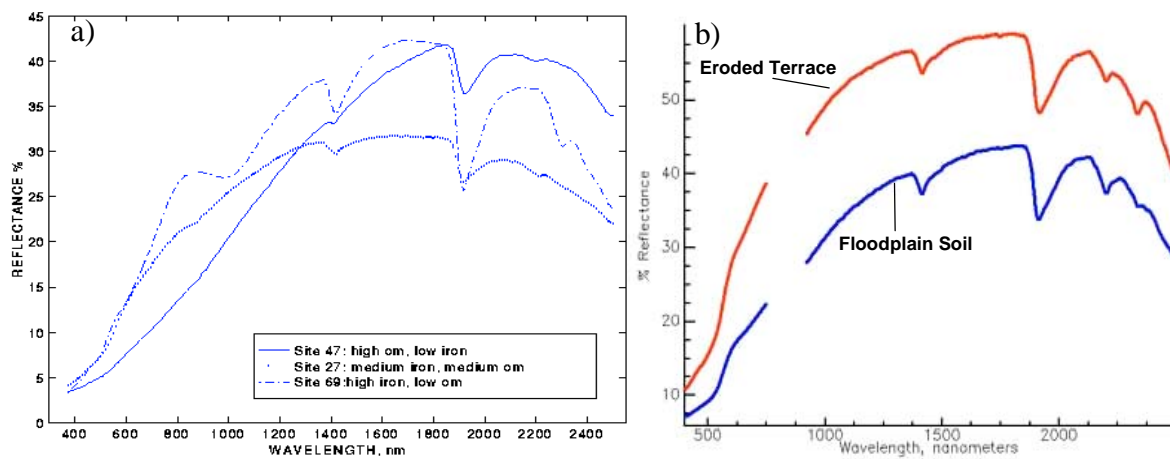 a)
REFLECTANCE %
45
40
35
30
25
20
15
10
5
0
Site 47: high om, low iron
Site 27: medium iron, medium om
Site 69:high iron, low om
400 600 800 1000 1200 1400 1600 1800 2000 2200 2400
WAVELENGTH, nm
b)
Eroded Terrace
Floodplain Soil
% Reflectance
50
40
30
20
10
500 1000 1500 2000
Wavelength, nanometers